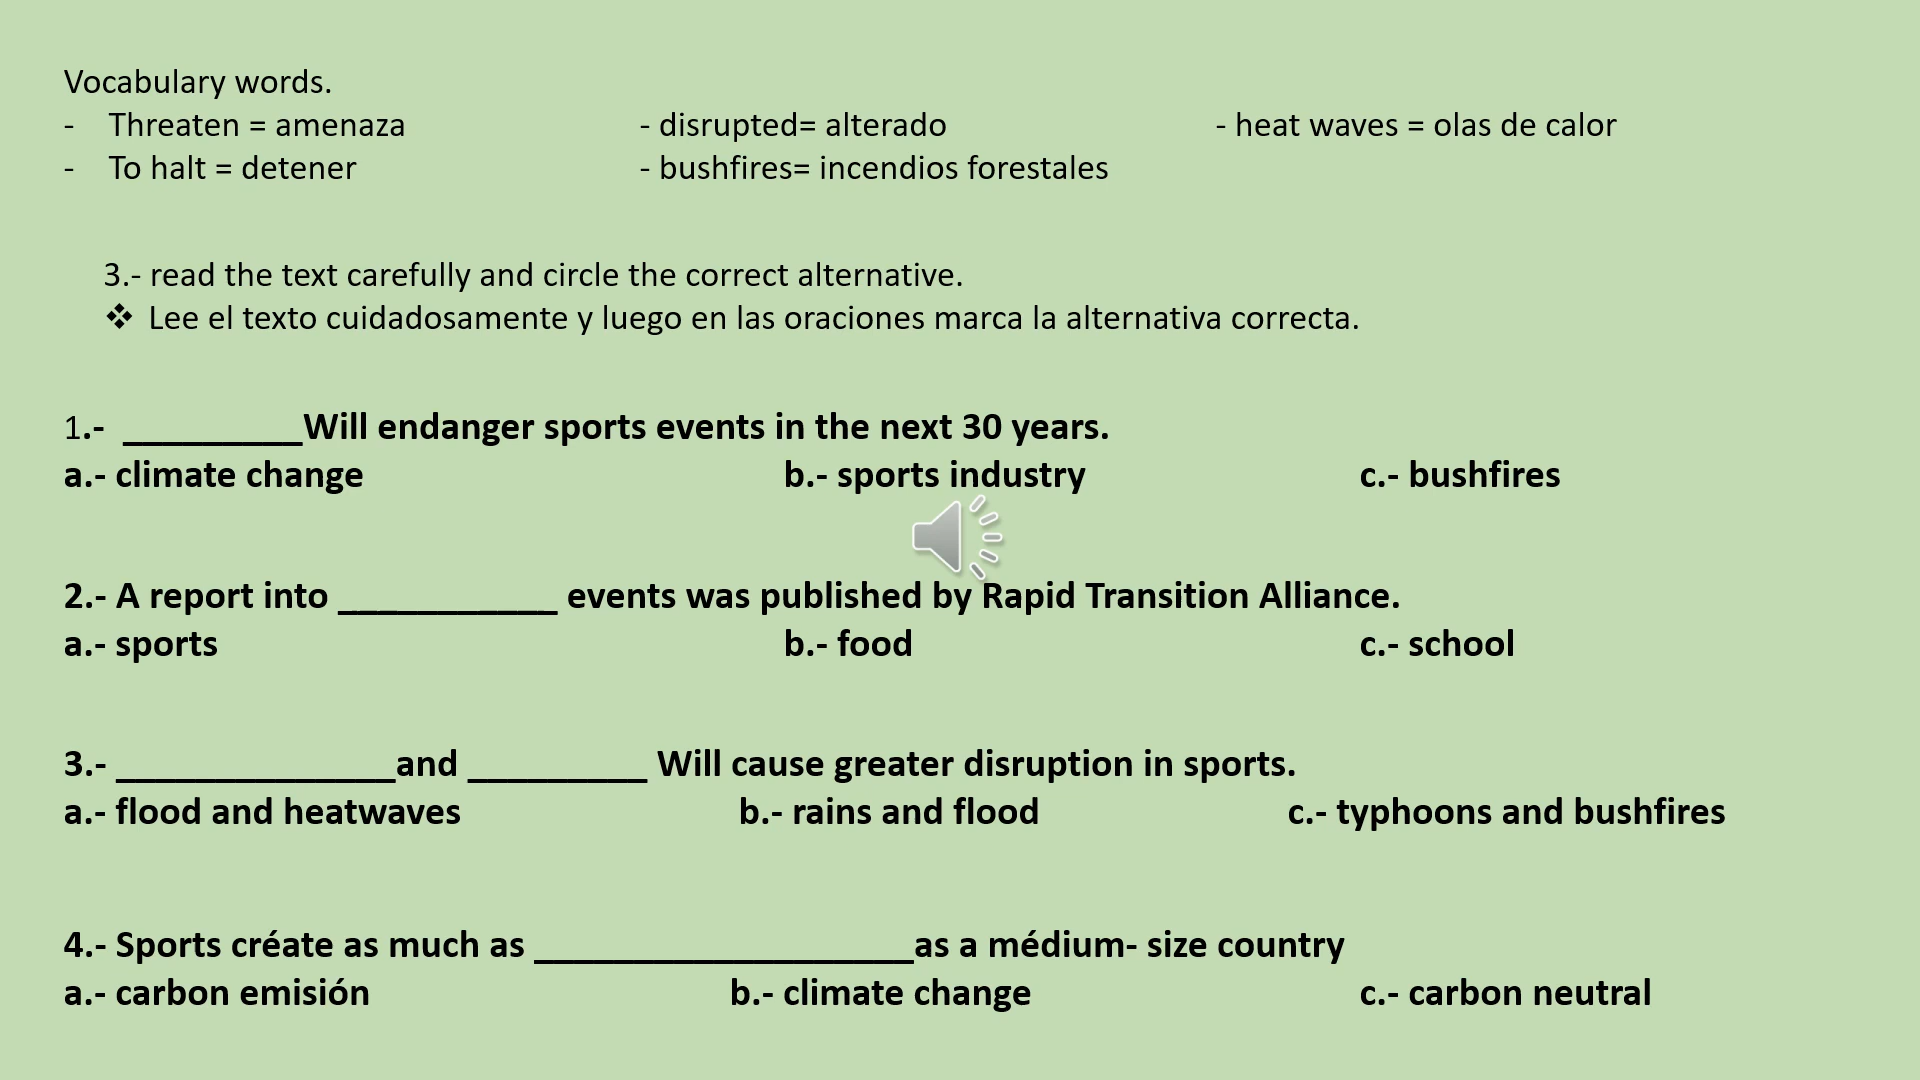 Vocabulary words.
- Threaten = amenaza - disrupted= alterado - heat waves = olas de calor
- To halt = detener - bushfires= incendios forestales
3.- read the text carefully and circle the correct alternative.
❖ Lee el texto cuidadosamente y luego en las oraciones marca la alternativa correcta.
1.- _________Will endanger sports events in the next 30 years.
a.- climate change b.- sports industry c.- bushfires
2.- A report into ___________ events was published by Rapid Transition Alliance.
a.- sports b.- food c.- school
3.- ______________and _________ Will cause greater disruption in sports.
a.- flood and heatwaves b.- rains and flood c.- typhoons and bushfires
4.- Sports créate as much as ___________________as a médium- size country
a.- carbon emisión b.- climate change c.- carbon neutral